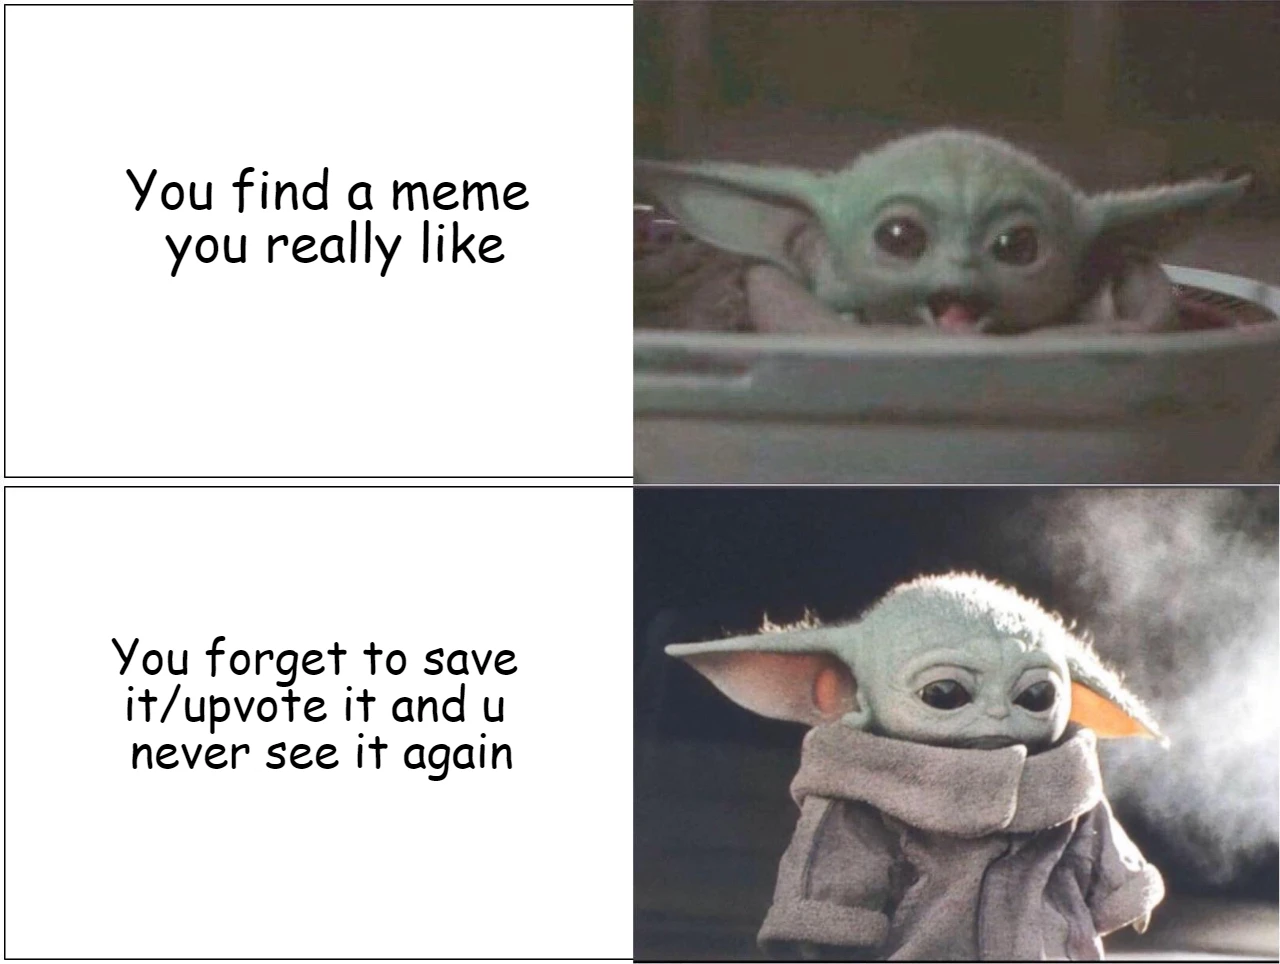 You find a meme
you really like
You forget to save
it/upvote it and u
never see it again